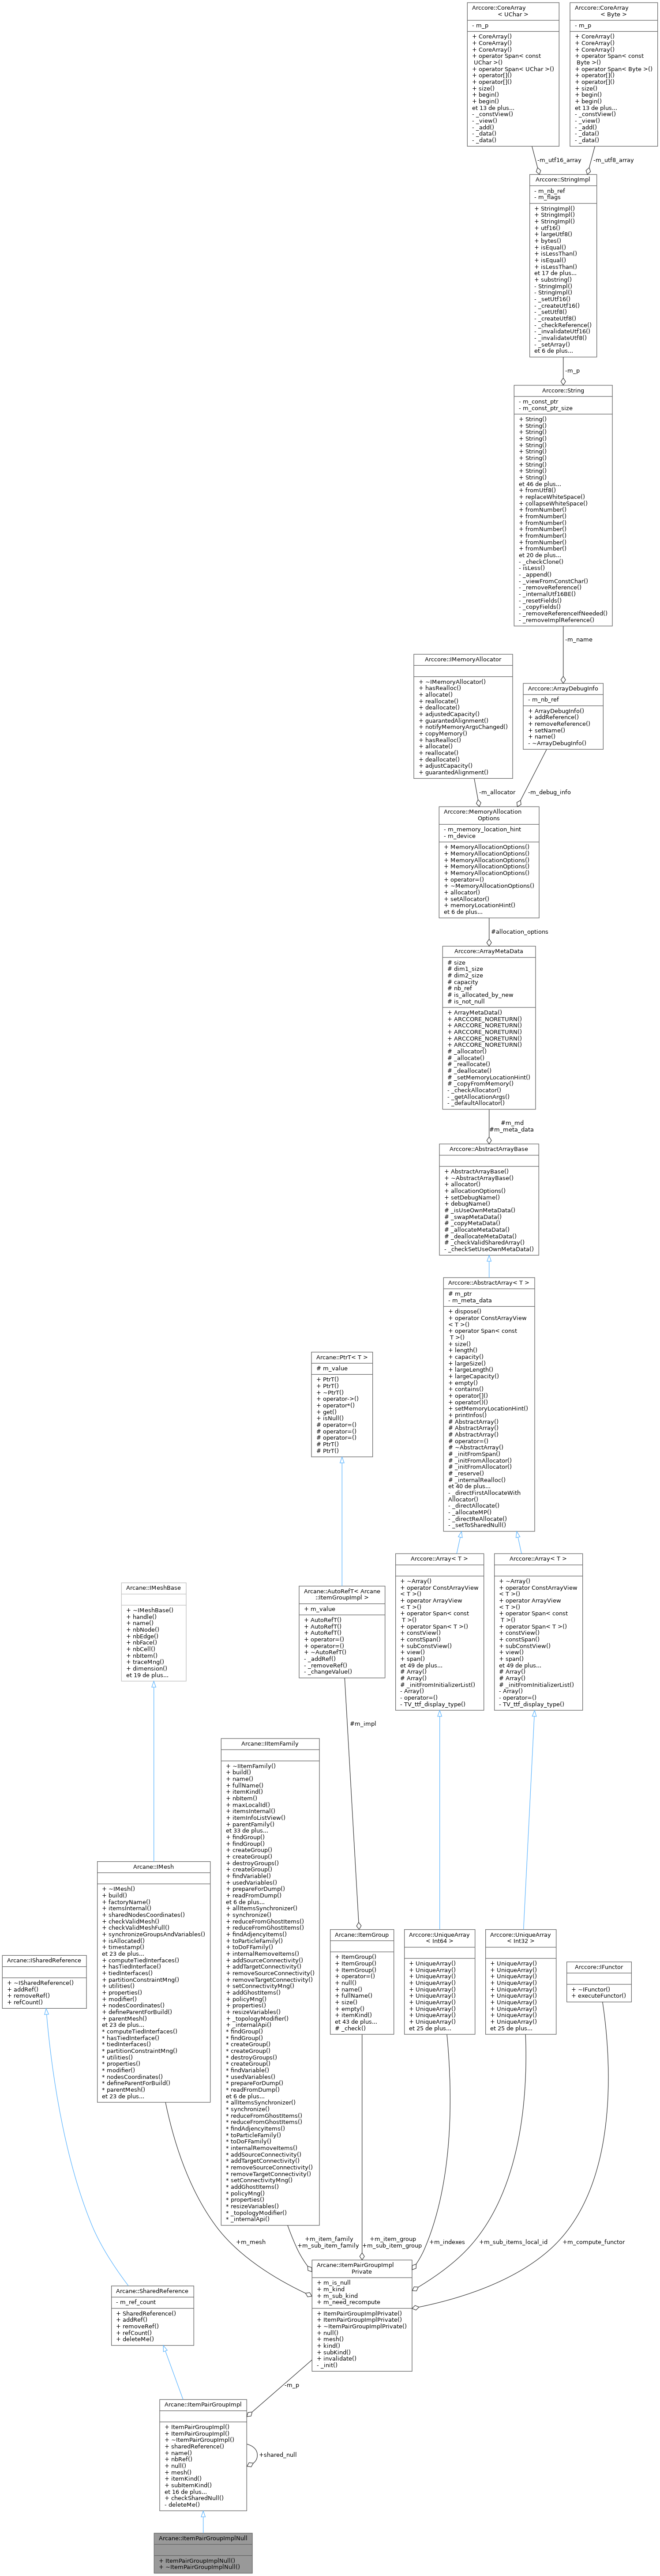 Arccore::CoreArray
< UChar >
- m_p
+ CoreArray()
+ CoreArray()
+ CoreArray()
+ operator Span< const
UChar >()
+ operator Span< UChar >()
+ operator[]()
+ operator[]()
+ size()
+ begin()
+ begin()
et 13 de plus...
- _constView()
- _view()
- _add()
- _data()
- _data()
Arccore::CoreArray
< Byte >
- m_p
+ CoreArray()
+ CoreArray()
+ CoreArray()
+ operator Span< const
Byte >()
+ operator Span< Byte >()
+ operator[]()
+ operator[]()
+ size()
+ begin()
+ begin()
et 13 de plus...
- _constView()
- _view()
- _add()
- _data()
- _data()
-m_utf16_array
-m_utf8_array
Arccore::StringImpl
- m_nb_ref
- m_flags
+ StringImpl()
+ StringImpl()
+ StringImpl()
+ utf16()
+ largeUtf8()
+ bytes()
+ isEqual()
+ isLessThan()
+ isEqual()
+ isLessThan()
et 17 de plus...
+ substring()
- StringImpl()
- StringImpl()
- _setUtf16()
- _createUtf16()
- _setUtf8()
- _createUtf8()
- _checkReference()
- _invalidateUtf16()
- _invalidateUtf8()
- _setArray()
et 6 de plus...
-m_p
Arccore::String
- m_const_ptr
- m_const_ptr_size
+ String()
+ String()
+ String()
+ String()
+ String()
+ String()
+ String()
+ String()
+ String()
+ String()
et 46 de plus...
+ fromUtf8()
+ replaceWhiteSpace()
+ collapseWhiteSpace()
+ fromNumber()
+ fromNumber()
+ fromNumber()
+ fromNumber()
+ fromNumber()
+ fromNumber()
+ fromNumber()
et 20 de plus...
- _checkClone()
- isLess()
- _append()
- _viewFromConstChar()
- _removeReference()
- _internalUtf16BE()
- _resetFields()
- _copyFields()
- _removeReferenceIfNeeded()
- _removeImplReference()
-m_name
Arccore::IMemoryAllocator
+ ~IMemoryAllocator()
+ hasRealloc()
+ allocate()
+ reallocate()
+ deallocate()
+ adjustedCapacity()
+ guarantedAlignment()
+ notifyMemoryArgsChanged()
+ copyMemory()
+ hasRealloc()
+ allocate()
+ reallocate()
+ deallocate()
+ adjustCapacity()
+ guarantedAlignment()
Arccore::ArrayDebugInfo
- m_nb_ref
+ ArrayDebugInfo()
+ addReference()
+ removeReference()
+ setName()
+ name()
- ~ArrayDebugInfo()
-m_allocator
-m_debug_info
Arccore::MemoryAllocation
Options
- m_memory_location_hint
- m_device
+ MemoryAllocationOptions()
+ MemoryAllocationOptions()
+ MemoryAllocationOptions()
+ MemoryAllocationOptions()
+ MemoryAllocationOptions()
+ operator=()
+ ~MemoryAllocationOptions()
+ allocator()
+ setAllocator()
+ memoryLocationHint()
et 6 de plus...
#allocation_options
Arccore::ArrayMetaData
# size
# dim1_size
# dim2_size
# capacity
# nb_ref
# is_allocated_by_new
# is_not_null
+ ArrayMetaData()
+ ARCCORE_NORETURN()
+ ARCCORE_NORETURN()
+ ARCCORE_NORETURN()
+ ARCCORE_NORETURN()
+ ARCCORE_NORETURN()
# _allocator()
# _allocate()
# _reallocate()
# _deallocate()
# _setMemoryLocationHint()
# _copyFromMemory()
- _checkAllocator()
- _getAllocationArgs()
- _defaultAllocator()
#m_md
#m_meta_data
Arccore::AbstractArrayBase
+ AbstractArrayBase()
+ ~AbstractArrayBase()
+ allocator()
+ allocationOptions()
+ setDebugName()
+ debugName()
# _isUseOwnMetaData()
# _swapMetaData()
# _copyMetaData()
# _allocateMetaData()
# _deallocateMetaData()
# _checkValidSharedArray()
- _checkSetUseOwnMetaData()
Arccore::AbstractArray< T >
# m_ptr
- m_meta_data
+ dispose()
+ operator ConstArrayView
< T >()
+ operator Span< const
T >()
+ size()
+ length()
+ capacity()
+ largeSize()
+ largeLength()
+ largeCapacity()
+ empty()
+ contains()
+ operator[]()
+ operator()()
+ setMemoryLocationHint()
+ printInfos()
# AbstractArray()
# AbstractArray()
# AbstractArray()
# operator=()
# ~AbstractArray()
# _initFromSpan()
# _initFromAllocator()
# _initFromAllocator()
# _reserve()
# _internalRealloc()
et 40 de plus...
- _directFirstAllocateWith
Allocator()
- _directAllocate()
- _allocateMP()
- _directReAllocate()
- _setToSharedNull()
Arcane::PtrT< T >
# m_value
+ PtrT()
+ PtrT()
+ ~PtrT()
+ operator->()
+ operator*()
+ get()
+ isNull()
# operator=()
# operator=()
# operator=()
# PtrT()
# PtrT()
Arccore::Array< T >
+ ~Array()
+ operator ConstArrayView
< T >()
+ operator ArrayView
< T >()
+ operator Span< const
T >()
+ operator Span< T >()
+ constView()
+ constSpan()
+ subConstView()
+ view()
+ span()
et 49 de plus...
# Array()
# Array()
# _initFromInitializerList()
- Array()
- operator=()
- TV_ttf_display_type()
Arccore::Array< T >
+ ~Array()
+ operator ConstArrayView
< T >()
+ operator ArrayView
< T >()
+ operator Span< const
T >()
+ operator Span< T >()
+ constView()
+ constSpan()
+ subConstView()
+ view()
+ span()
et 49 de plus...
# Array()
# Array()
# _initFromInitializerList()
- Array()
- operator=()
- TV_ttf_display_type()
Arcane::IMeshBase
+ ~IMeshBase()
+ handle()
+ name()
+ nbNode()
+ nbEdge()
+ nbFace()
+ nbCell()
+ nbItem()
+ traceMng()
+ dimension()
et 19 de plus...
Arcane::AutoRefT< Arcane
::ItemGroupImpl >
+ m_value
+ AutoRefT()
+ AutoRefT()
+ AutoRefT()
+ operator=()
+ operator=()
+ ~AutoRefT()
- _addRef()
- _removeRef()
- _changeValue()
#m_impl
Arcane::IItemFamily
+ ~IItemFamily()
+ build()
+ name()
+ fullName()
+ itemKind()
+ nbItem()
+ maxLocalId()
+ itemsInternal()
+ itemInfoListView()
+ parentFamily()
et 33 de plus...
+ findGroup()
+ findGroup()
+ createGroup()
+ createGroup()
+ destroyGroups()
+ createGroup()
+ findVariable()
+ usedVariables()
+ prepareForDump()
+ readFromDump()
et 6 de plus...
+ allItemsSynchronizer()
+ synchronize()
+ reduceFromGhostItems()
+ reduceFromGhostItems()
+ findAdjencyItems()
+ toParticleFamily()
+ toDoFFamily()
+ internalRemoveItems()
+ addSourceConnectivity()
+ addTargetConnectivity()
+ removeSourceConnectivity()
+ removeTargetConnectivity()
+ setConnectivityMng()
+ addGhostItems()
+ policyMng()
+ properties()
+ resizeVariables()
+ _topologyModifier()
+ _internalApi()
* findGroup()
* findGroup()
* createGroup()
* createGroup()
* destroyGroups()
* createGroup()
* findVariable()
* usedVariables()
* prepareForDump()
* readFromDump()
et 6 de plus...
* allItemsSynchronizer()
* synchronize()
* reduceFromGhostItems()
* reduceFromGhostItems()
* findAdjencyItems()
* toParticleFamily()
* toDoFFamily()
* internalRemoveItems()
* addSourceConnectivity()
* addTargetConnectivity()
* removeSourceConnectivity()
* removeTargetConnectivity()
* setConnectivityMng()
* addGhostItems()
* policyMng()
* properties()
* resizeVariables()
* _topologyModifier()
* _internalApi()
Arcane::IMesh
+ ~IMesh()
+ build()
+ factoryName()
+ itemsInternal()
+ sharedNodesCoordinates()
+ checkValidMesh()
+ checkValidMeshFull()
+ synchronizeGroupsAndVariables()
+ isAllocated()
+ timestamp()
et 23 de plus...
+ computeTiedInterfaces()
+ hasTiedInterface()
+ tiedInterfaces()
+ partitionConstraintMng()
+ utilities()
+ properties()
+ modifier()
+ nodesCoordinates()
+ defineParentForBuild()
+ parentMesh()
et 23 de plus...
* computeTiedInterfaces()
* hasTiedInterface()
* tiedInterfaces()
* partitionConstraintMng()
* utilities()
* properties()
* modifier()
* nodesCoordinates()
* defineParentForBuild()
* parentMesh()
et 23 de plus...
Arcane::ISharedReference
+ ~ISharedReference()
+ addRef()
+ removeRef()
+ refCount()
Arcane::ItemGroup
+ ItemGroup()
+ ItemGroup()
+ ItemGroup()
+ operator=()
+ null()
+ name()
+ fullName()
+ size()
+ empty()
+ itemKind()
et 43 de plus...
# _check()
Arccore::UniqueArray
< Int64 >
+ UniqueArray()
+ UniqueArray()
+ UniqueArray()
+ UniqueArray()
+ UniqueArray()
+ UniqueArray()
+ UniqueArray()
+ UniqueArray()
+ UniqueArray()
+ UniqueArray()
et 25 de plus...
Arccore::UniqueArray
< Int32 >
+ UniqueArray()
+ UniqueArray()
+ UniqueArray()
+ UniqueArray()
+ UniqueArray()
+ UniqueArray()
+ UniqueArray()
+ UniqueArray()
+ UniqueArray()
+ UniqueArray()
et 25 de plus...
Arccore::IFunctor
+ ~IFunctor()
+ executeFunctor()
+m_mesh
+m_item_family
+m_sub_item_family
+m_item_group
+m_sub_item_group
+m_indexes
+m_sub_items_local_id
+m_compute_functor
Arcane::ItemPairGroupImpl
Private
+ m_is_null
+ m_kind
+ m_sub_kind
+ m_need_recompute
+ ItemPairGroupImplPrivate()
+ ItemPairGroupImplPrivate()
+ ~ItemPairGroupImplPrivate()
+ null()
+ mesh()
+ kind()
+ subKind()
+ invalidate()
- _init()
Arcane::SharedReference
- m_ref_count
+ SharedReference()
+ addRef()
+ removeRef()
+ refCount()
+ deleteMe()
-m_p
Arcane::ItemPairGroupImpl
+ ItemPairGroupImpl()
+ ItemPairGroupImpl()
+ ~ItemPairGroupImpl()
+ sharedReference()
+ name()
+ nbRef()
+ null()
+ mesh()
+ itemKind()
+ subItemKind()
et 16 de plus...
+ checkSharedNull()
- deleteMe()
+shared_null
Arcane::ItemPairGroupImplNull
+ ItemPairGroupImplNull()
+ ~ItemPairGroupImplNull()